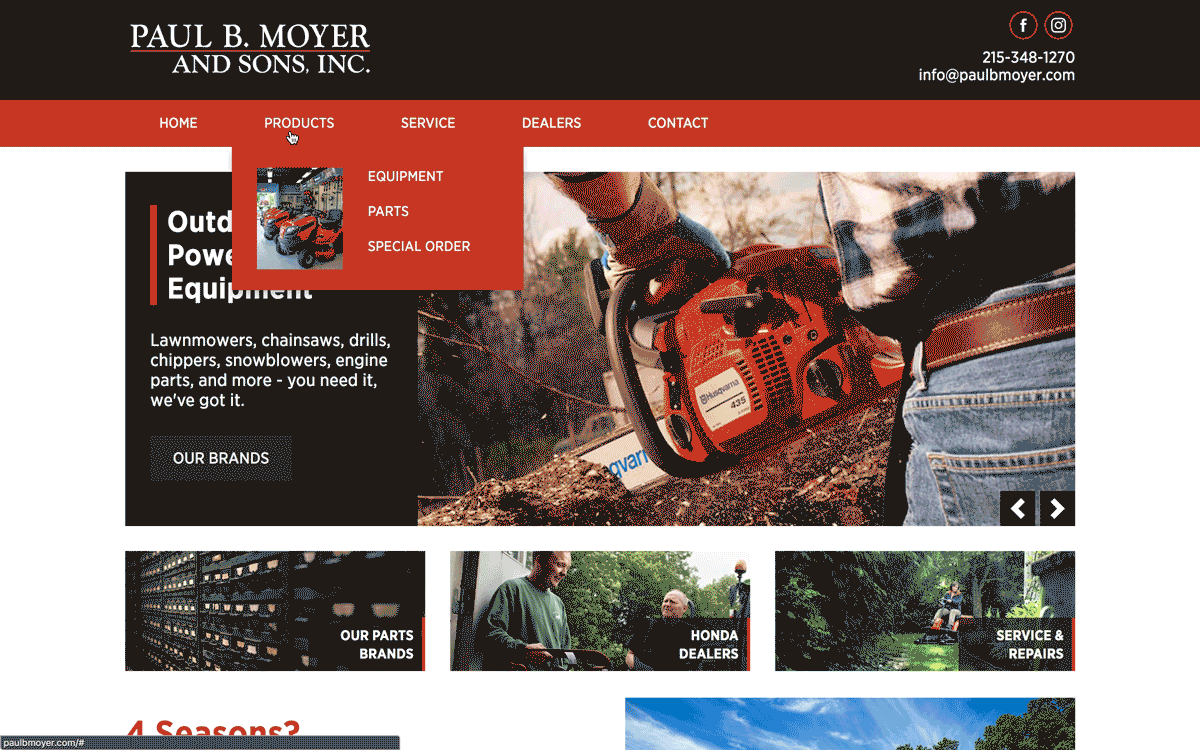 PAUL B. MOYER
AND SONS, INC.
215-348-1270
info@paulbmoyer.com
HOME
PRODUCTS
SERVICE
DEALERS
CONTACT
EQUIPMENT
PARTS
SPECIAL ORDER
Outd
Powe
Equipment
Lawnmowers, chainsaws, drills,
chippers, snowblowers, engine
parts, and more - you need it,
we've got it.
OUR BRANDS
Husqvarna
435
qvarn
OUR PARTS
BRANDS
HONDA
DEALERS
SERVICE &
REPAIRS
4 Seasons?
paulbmoyer.com/#